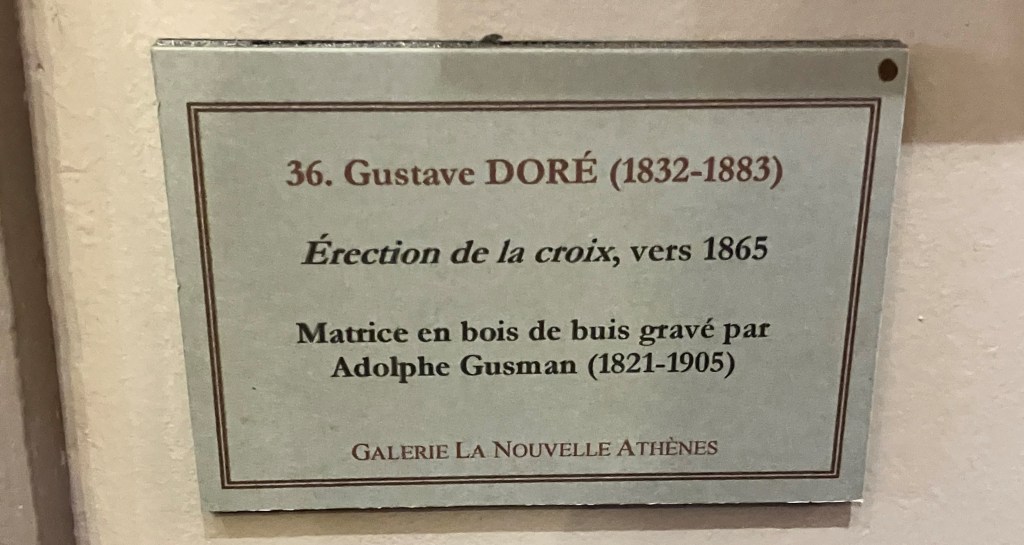 36. Gustave DORÉ (1832-1883)
Érection de la croix, vers 1865
Matrice en bois de buis gravé par
Adolphe Gusman (1821-1905)
GALERIE LA NOUVELLE ATHÈNES